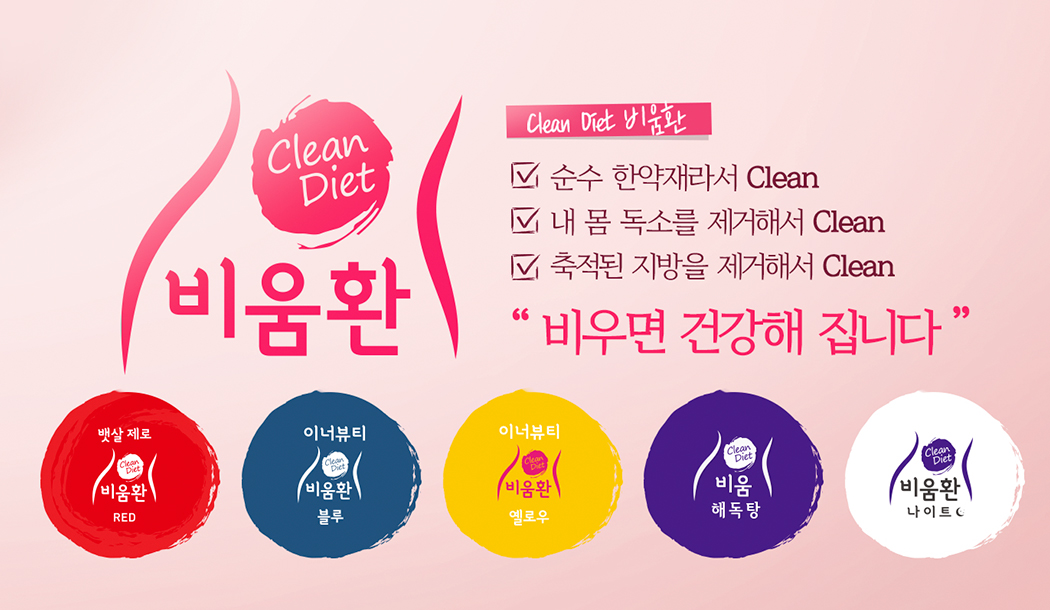 Clean
Diet
비움환
Clean Diet 비움환
순수 한약재라서 Clean
내 몸 독소를 제거해서 Clean
축적된 지방을 제거해서 Clean
“ 비우면 건강해 집니다 ”
뱃살 제로
Clean
Diet
비움환
RED
이너뷰티
Clean
Diet
비움환
블루
이너뷰티
Clean
Diet
비움환
옐로우
Clean
Diet
비움
해독탕
Clean
Diet
비움환
나이트